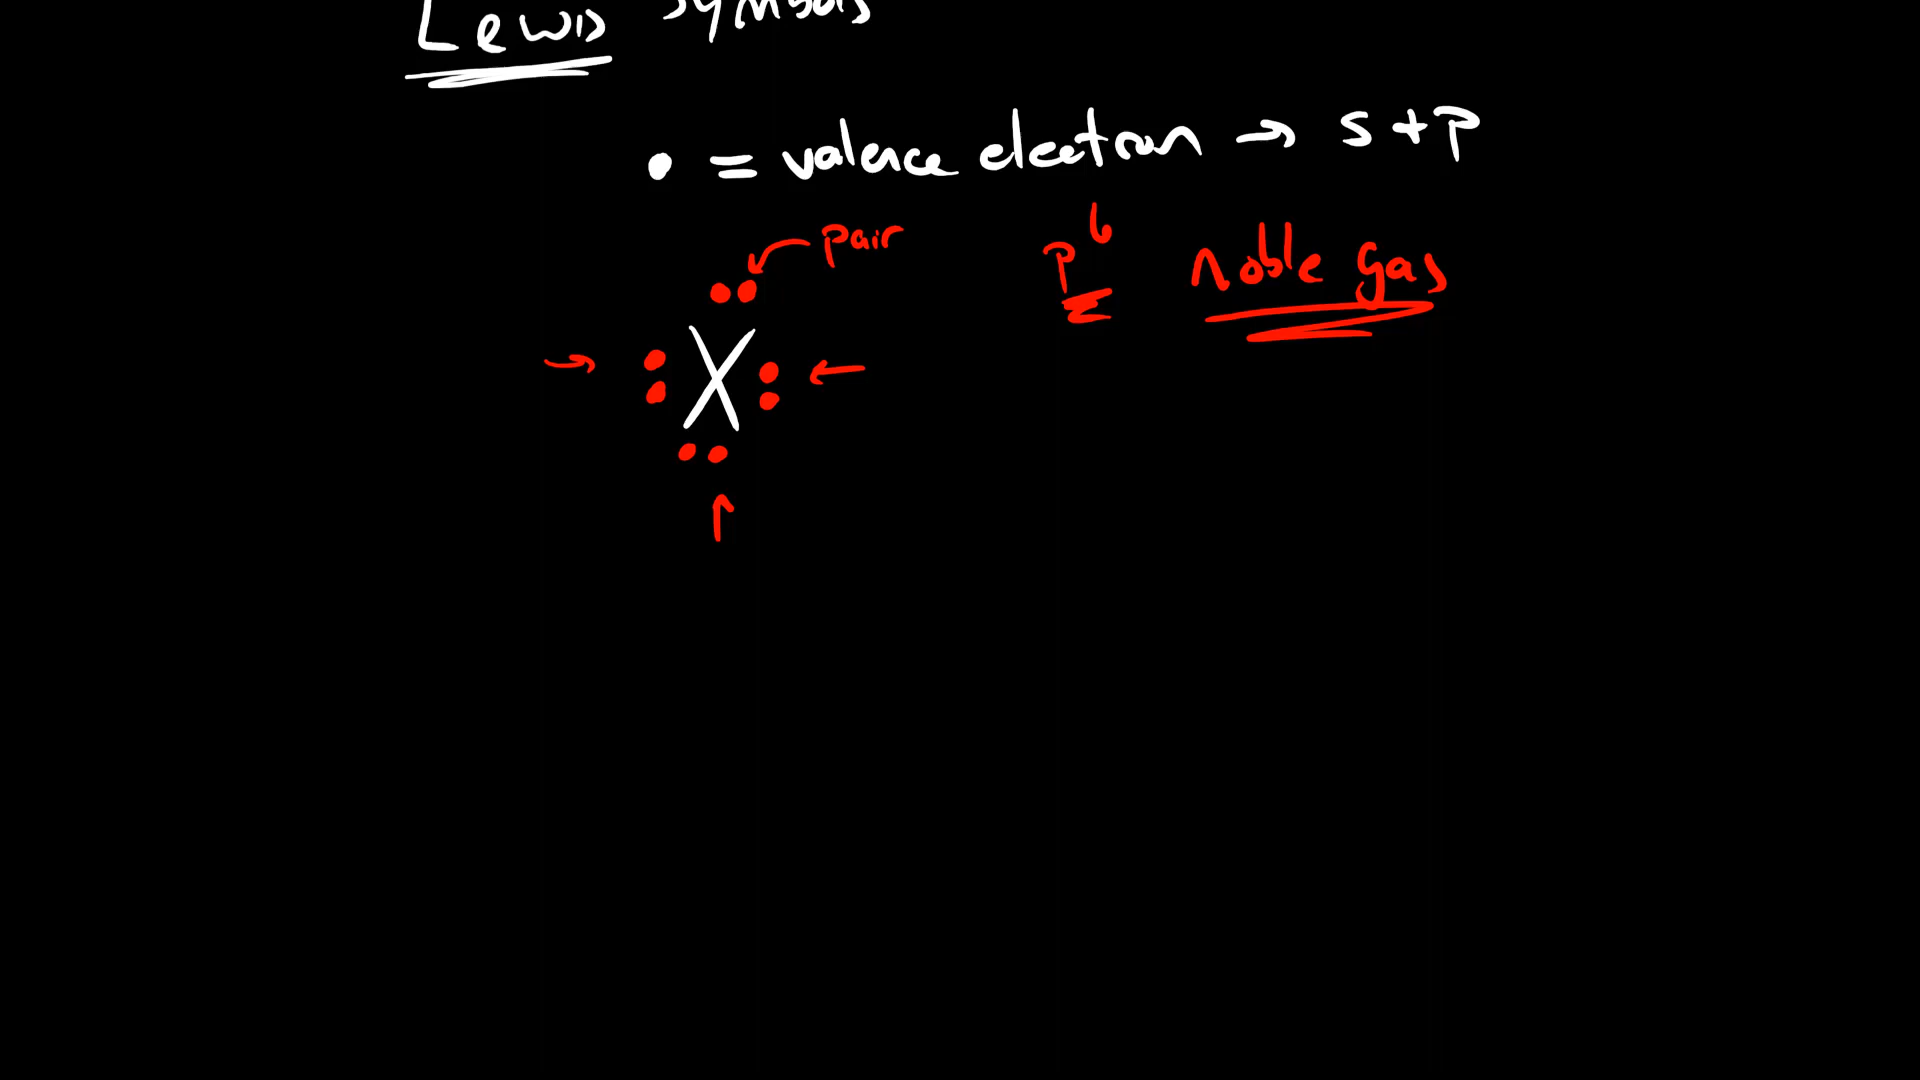 Lewis symbols
• = valence electron → s + p
pair
p⁶ Noble gas
X